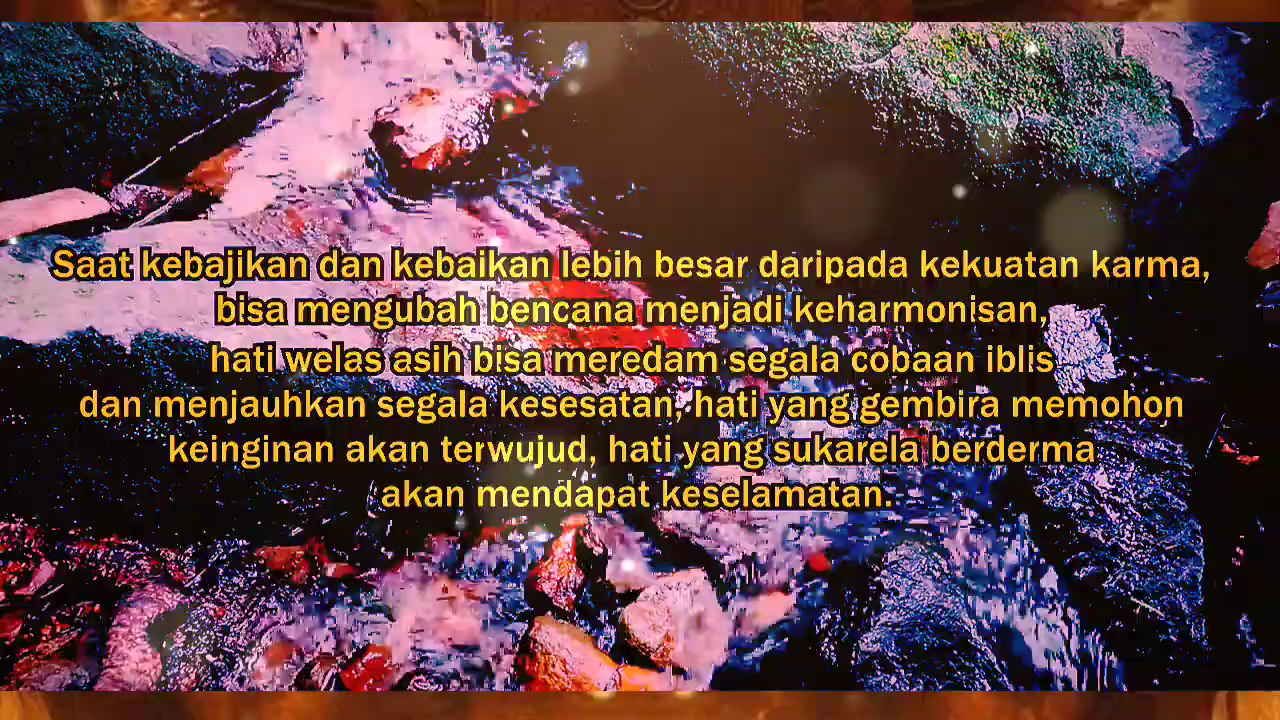 Saat kebajikan dan kebaikan lebih besar daripada kekuatan karma,
bisa mengubah bencana menjadi keharmonisan,
hati welas asih bisa meredam segala cobaan iblis
dan menjauhkan segala kesesatan, hati yang gembira memohon
keinginan akan terwujud, hati yang sukarela berderma
akan mendapat keselamatan.